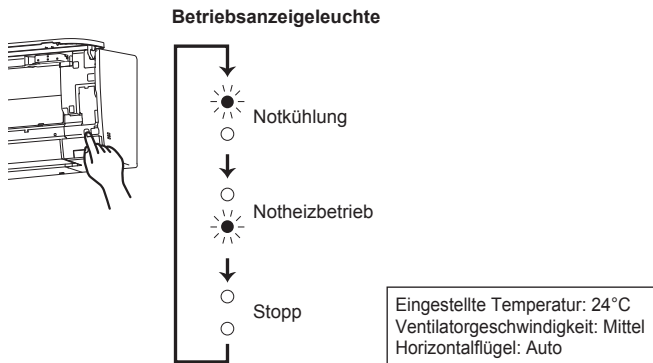 Betriebsanzeigeleuchte
Notkühlung
Notheizbetrieb
Stopp
Eingestellte Temperatur: 24°C
Ventilatorgeschwindigkeit: Mittel
Horizontalflügel: Auto